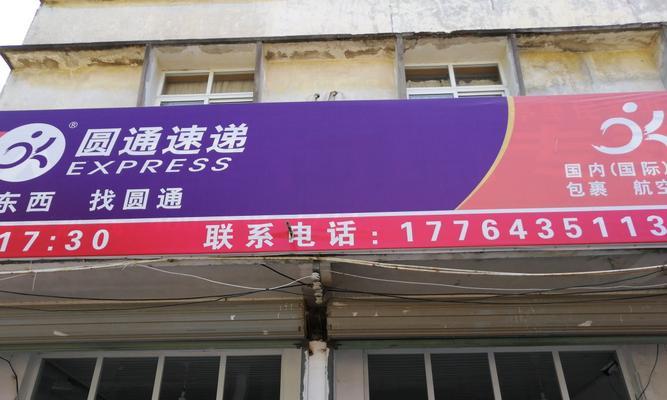 圆通速递
EXPRESS
东西 找圆通
国内(国际)
包裹 航空
17:30 联系电话:1776435113